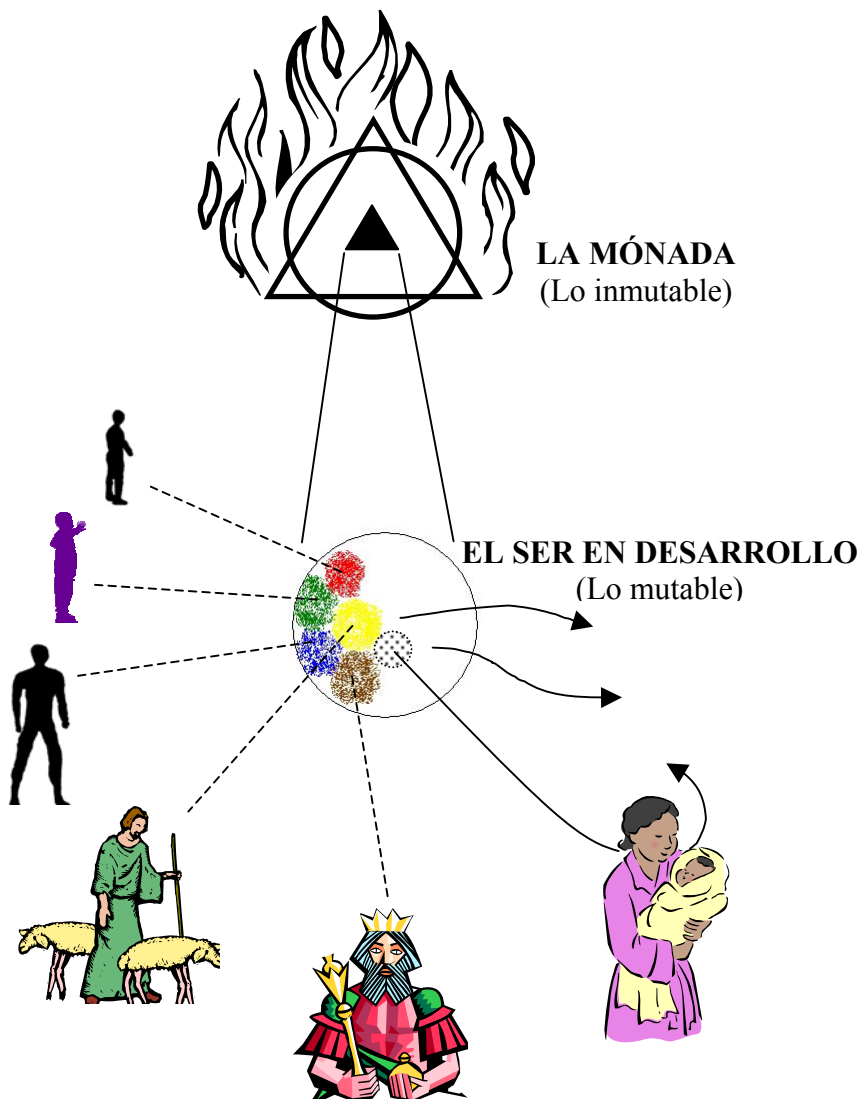 LA MÓNADA
(Lo inmutable)
EL SER EN DESARROLLO
(Lo mutable)